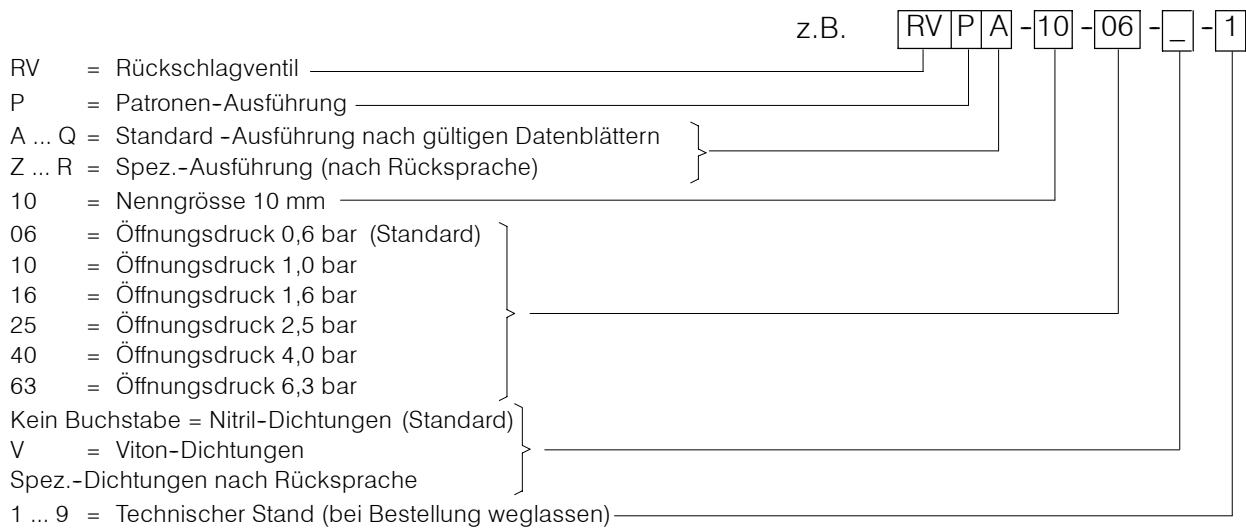 z.B. RV P A -10 -06 -_ -1
RV = Rückschlagventil
P = Patronen-Ausführung
A ... Q = Standard -Ausführung nach gültigen Datenblättern
Z ... R = Spez.-Ausführung (nach Rücksprache)
10 = Nenngrösse 10 mm
06 = Öffnungsdruck 0,6 bar (Standard)
10 = Öffnungsdruck 1,0 bar
16 = Öffnungsdruck 1,6 bar
25 = Öffnungsdruck 2,5 bar
40 = Öffnungsdruck 4,0 bar
63 = Öffnungsdruck 6,3 bar
Kein Buchstabe = Nitril-Dichtungen (Standard)
V = Viton-Dichtungen
Spez.-Dichtungen nach Rücksprache
1 ... 9 = Technischer Stand (bei Bestellung weglassen)